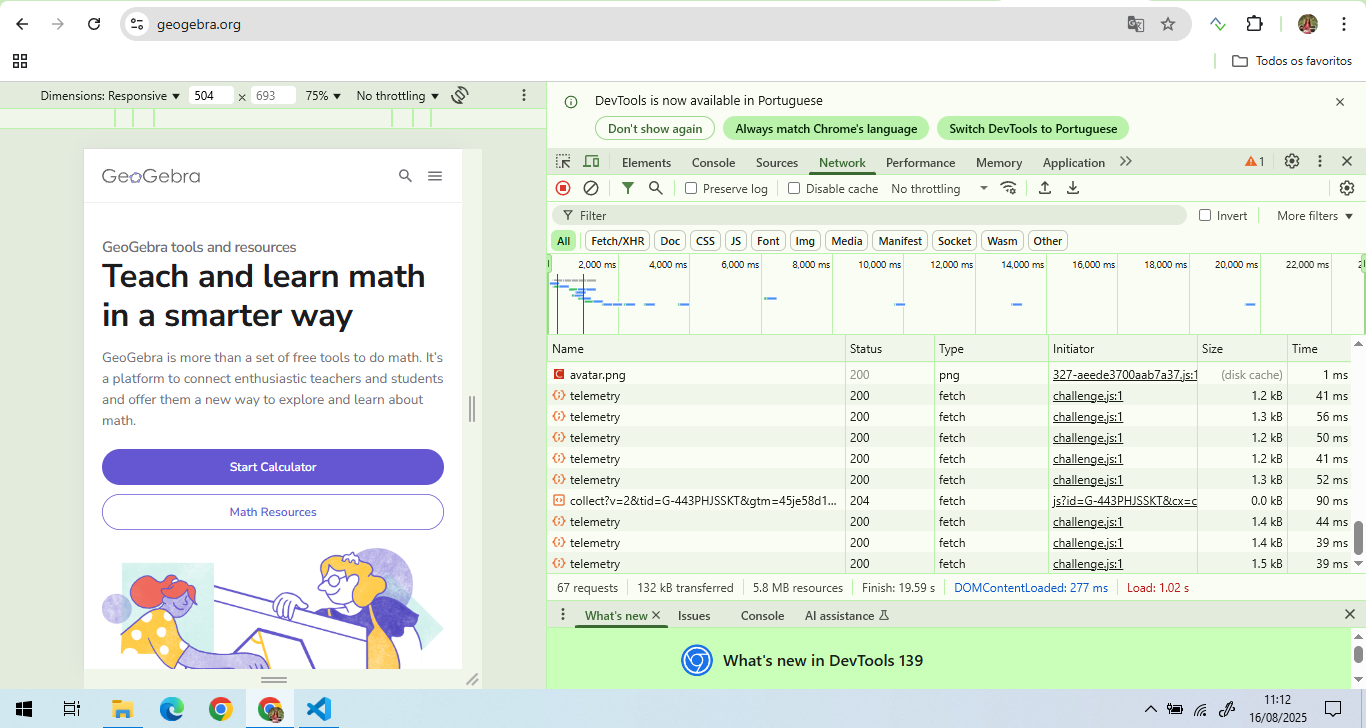 geogebra.org
Todos os favoritos
Dimensions: Responsive 504 × 693 75% No throttling
DevTools is now available in Portuguese
Don't show again Always match Chrome's language Switch DevTools to Portuguese
Elements Console Sources Network Performance Memory Application 1
Preserve log Disable cache No throttling
Filter Invert More filters
All Fetch/XHR Doc CSS JS Font Img Media Manifest Socket Wasm Other
2,000 ms 4,000 ms 6,000 ms 8,000 ms 10,000 ms 12,000 ms 14,000 ms 16,000 ms 18,000 ms 20,000 ms 22,000 ms
Name Status Type Initiator Size Time
avatar.png 200 png 327-aeede3700aab7a37.js:1 (disk cache) 1 ms
telemetry 200 fetch challenge.js:1 1.2 kB 41 ms
telemetry 200 fetch challenge.js:1 1.3 kB 56 ms
telemetry 200 fetch challenge.js:1 1.2 kB 50 ms
telemetry 200 fetch challenge.js:1 1.2 kB 41 ms
telemetry 200 fetch challenge.js:1 1.3 kB 52 ms
collect?v=2&tid=G-443PHJSSKT&gtm=45je58d1... 204 fetch js?id=G-443PHJSSKT&cx=c 0.0 kB 90 ms
telemetry 200 fetch challenge.js:1 1.4 kB 44 ms
telemetry 200 fetch challenge.js:1 1.4 kB 39 ms
telemetry 200 fetch challenge.js:1 1.5 kB 39 ms
67 requests 132 kB transferred 5.8 MB resources Finish: 19.59 s DOMContentLoaded: 277 ms Load: 1.02 s
What's new Issues Console AI assistance
What's new in DevTools 139
GeoGebra
GeoGebra tools and resources
Teach and learn math
in a smarter way
GeoGebra is more than a set of free tools to do math. It's
a platform to connect enthusiastic teachers and students
and offer them a new way to explore and learn about
math.
Start Calculator
Math Resources
11:12
16/08/2025